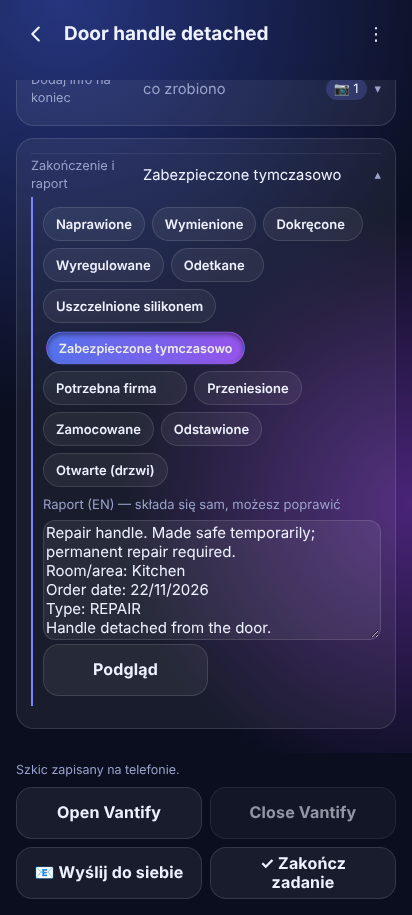 Door handle detached
Dodaj info na
koniec
co zrobiono
📷 1 ▾
Zakończenie i
raport
Zabezpieczone tymczasowo ▴
Naprawione Wymienione Dokręcone
Wyregulowane Odetkane
Uszczelnione silikonem
Zabezpieczone tymczasowo
Potrzebna firma Przeniesione
Zamocowane Odstawione
Otwarte (drzwi)
Raport (EN) — składa się sam, możesz poprawić
Repair handle. Made safe temporarily;
permanent repair required.
Room/area: Kitchen
Order date: 22/11/2026
Type: REPAIR
Handle detached from the door.
Podgląd
Szkic zapisany na telefonie.
Open Vantify Close Vantify
📧 Wyślij do siebie
✓ Zakończ
zadanie